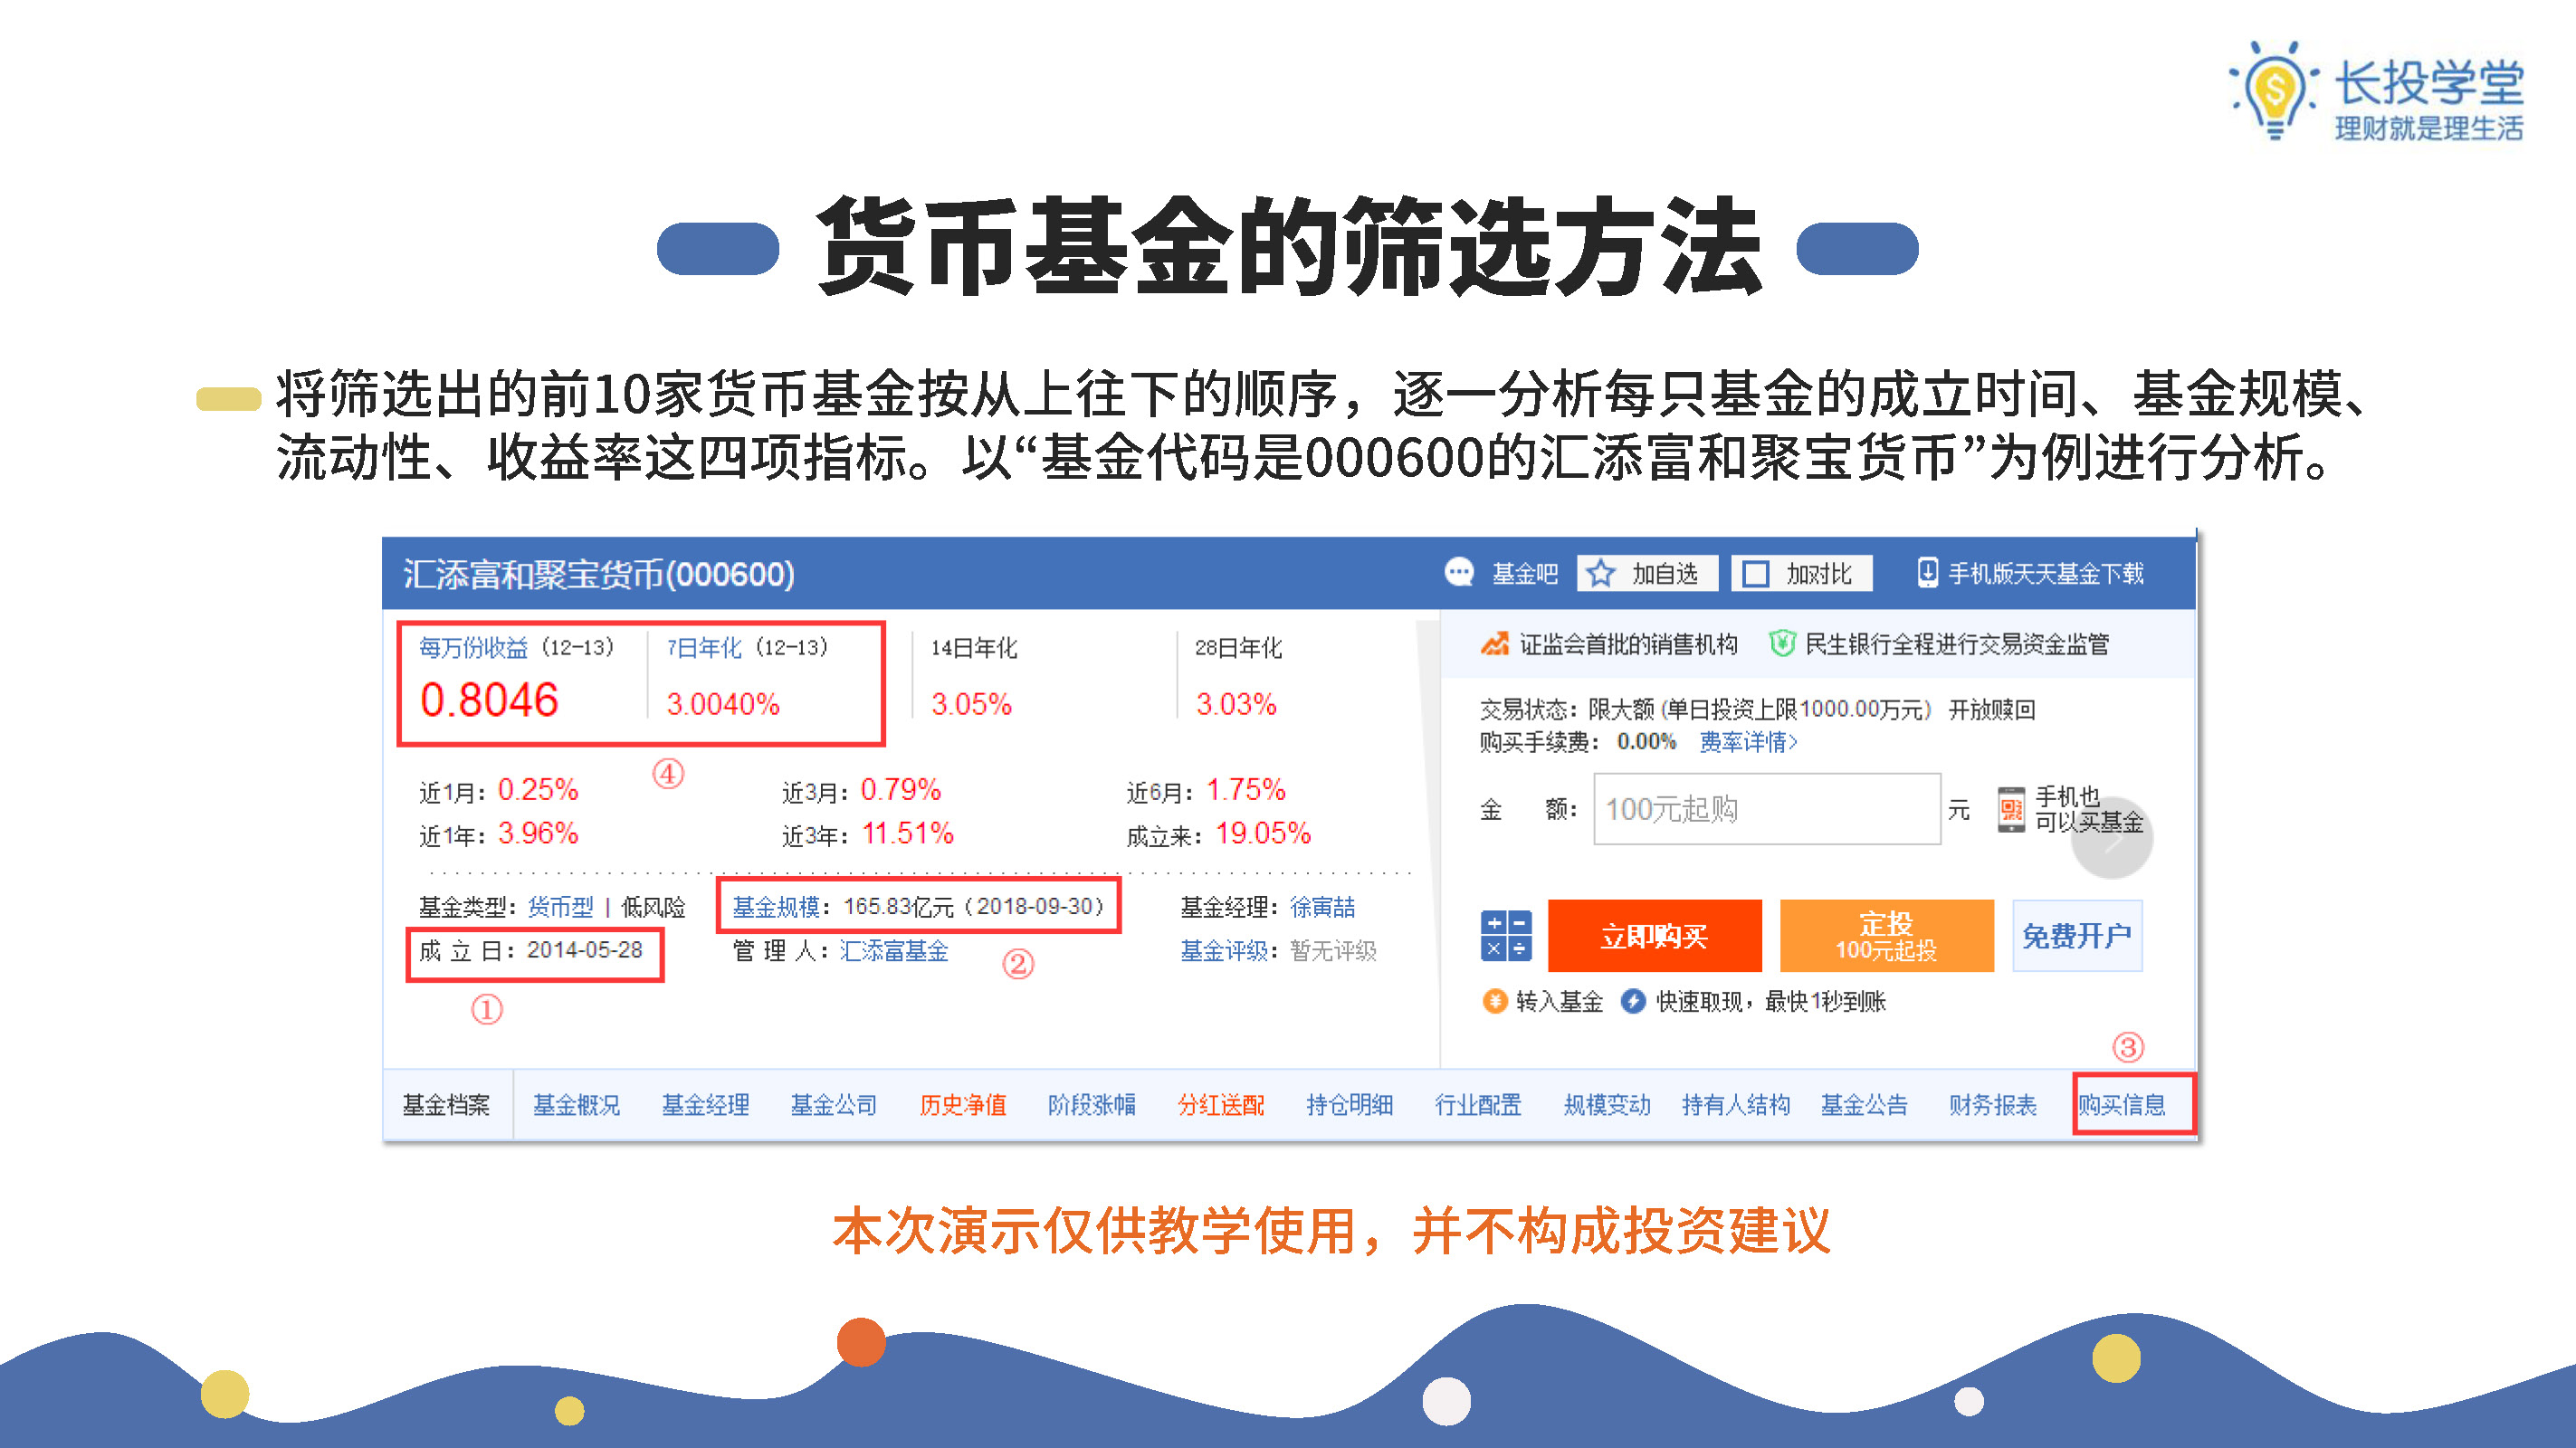 长投学堂
理财就是理生活
货币基金的筛选方法
将筛选出的前10家货币基金按从上往下的顺序，逐一分析每只基金的成立时间、基金规模、
流动性、收益率这四项指标。以“基金代码是000600的汇添富和聚宝货币”为例进行分析。
汇添富和聚宝货币(000600) 基金吧 加自选 加对比 手机版天天基金下载
每万份收益（12-13） 7日年化（12-13） 14日年化 28日年化
0.8046 3.0040% 3.05% 3.03%
④
近1月：0.25% 近3月：0.79% 近6月：1.75%
近1年：3.96% 近3年：11.51% 成立来：19.05%
基金类型：货币型 | 低风险 基金规模：165.83亿元（2018-09-30） 基金经理：徐寅喆
成 立 日：2014-05-28 管 理 人：汇添富基金 基金评级：暂无评级
① ②
证监会首批的销售机构 民生银行全程进行交易资金监管
交易状态：限大额 (单日投资上限1000.00万元) 开放赎回
购买手续费：0.00% 费率详情>
金 额：100元起购 元 手机也
可以买基金
立即购买 定投 免费开户
100元起投
转入基金 快速取现，最快1秒到账
③
基金档案 基金概况 基金经理 基金公司 历史净值 阶段涨幅 分红送配 持仓明细 行业配置 规模变动 持有人结构 基金公告 财务报表 购买信息
本次演示仅供教学使用，并不构成投资建议